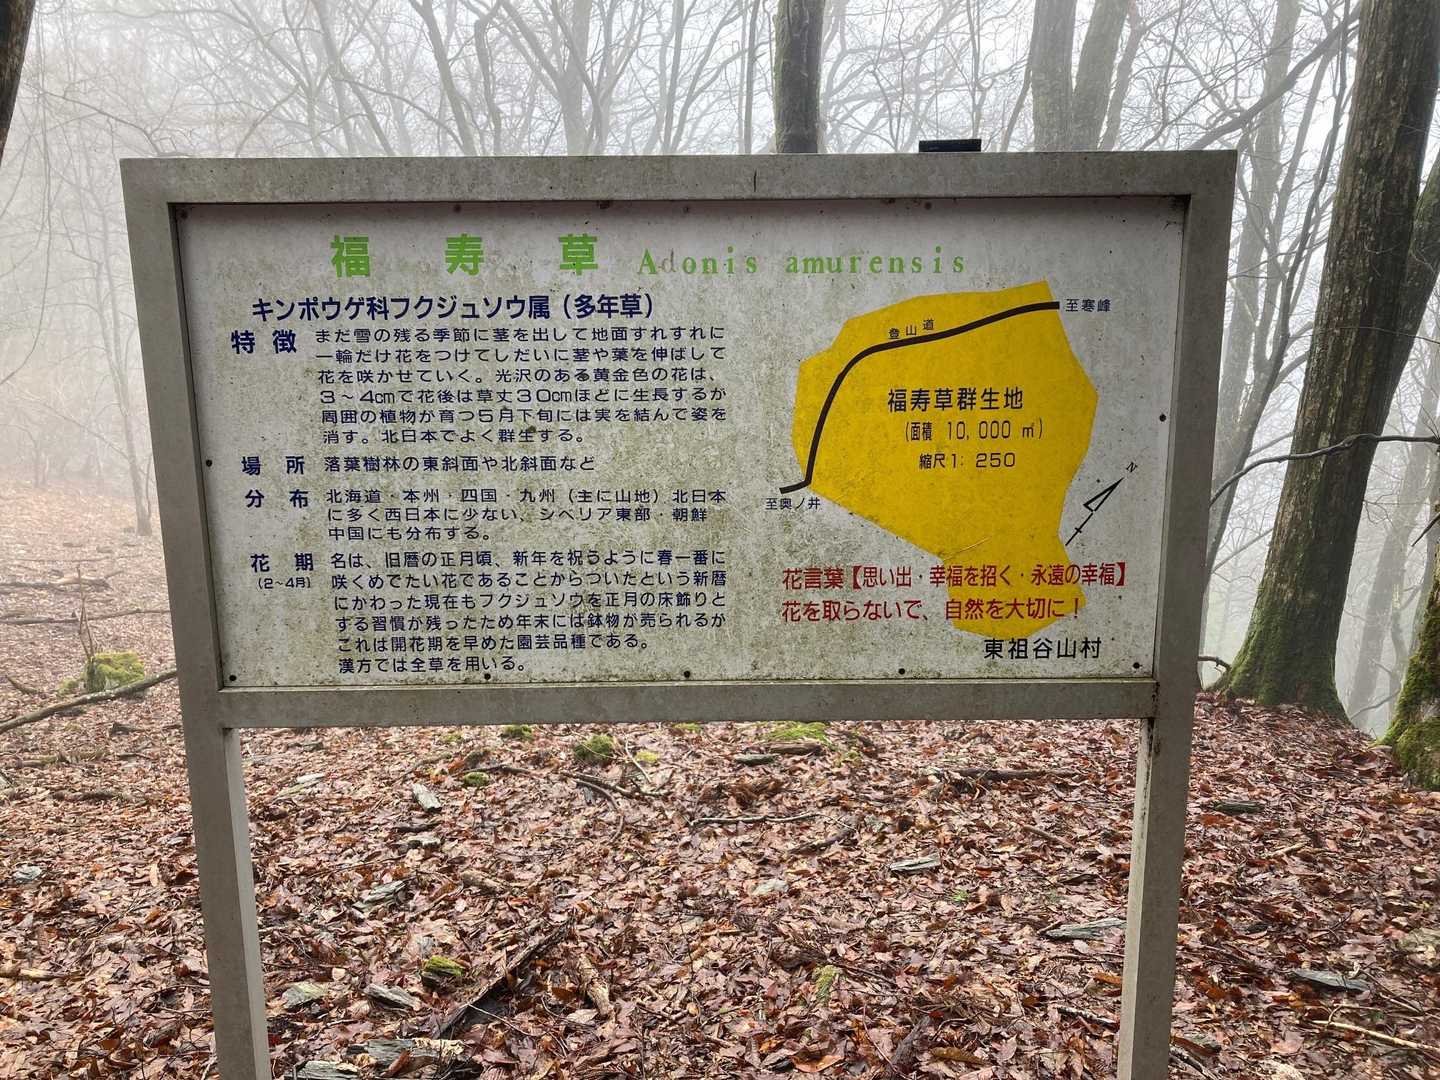 福寿草 Adonis amurensis
キンポウゲ科フクジュソウ属（多年草）
特徴 まだ雪の残る季節に茎を出して地面すれすれに
一輪だけ花をつけてしだいに茎や葉を伸ばして
花を咲かせていく。光沢のある黄金色の花は、
3～4cmで花後は草丈30cmほどに生長するが
周囲の植物が育つ5月下旬には実を結んで姿を
消す。北日本でよく群生する。
場所 落葉樹林の東斜面や北斜面など
分布 北海道・本州・四国・九州（主に山地）北日本
に多く西日本に少ない、シベリア東部・朝鮮
中国にも分布する。
花期 名は、旧暦の正月頃、新年を祝うように春一番に
(2～4月) 咲くめでたい花であることからついたという新暦
にかわった現在もフクジュソウを正月の床飾りと
する習慣が残ったため年末には鉢物が売られるが
これは開花期を早めた園芸品種である。
漢方では全草を用いる。
至寒峰
登山道
福寿草群生地
(面積 10,000 ㎡)
縮尺1:250
N
至奥ノ井
花言葉【思い出・幸福を招く・永遠の幸福】
花を取らないで、自然を大切に！
東祖谷山村